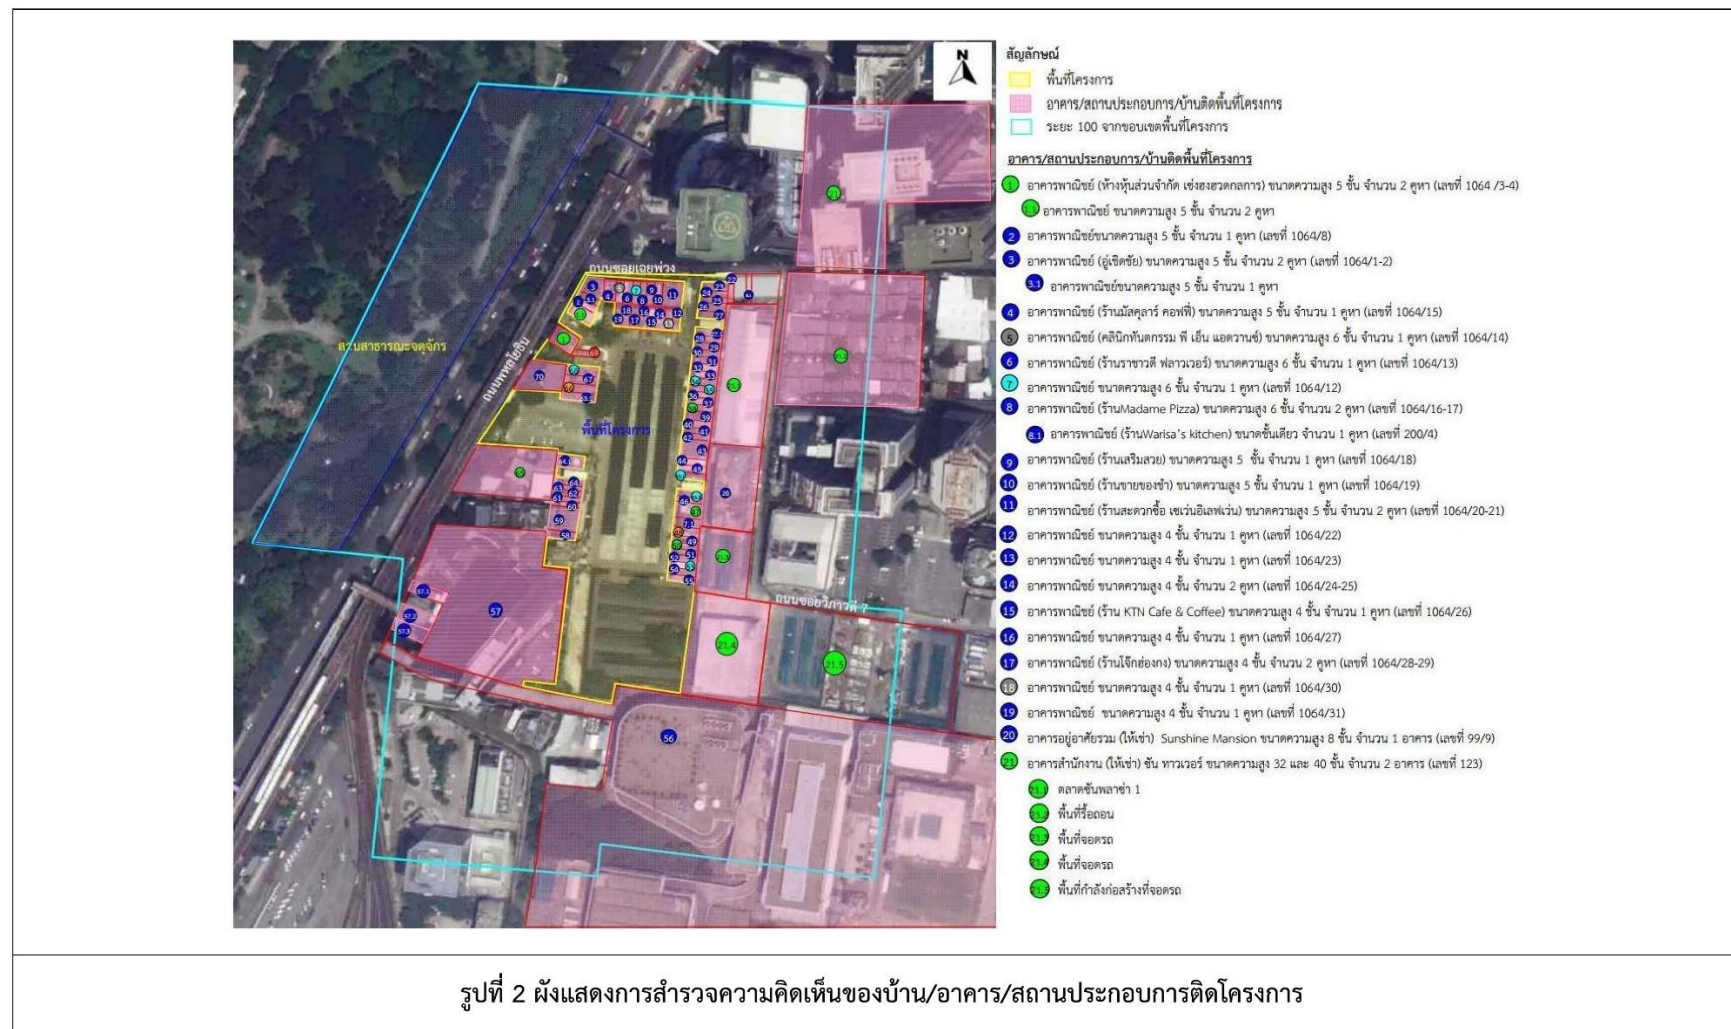 N
ถนนซอยเฉยพ่วง
สวนสาธารณะจตุจักร
ถนนพหลโยธิน
พื้นที่โครงการ
ถนนซอยวิภาวดี 7
20
21.4
21.5
56
57
57.1
57.2
57.3
58
59
70
สัญลักษณ์
พื้นที่โครงการ
อาคาร/สถานประกอบการ/บ้านติดพื้นที่โครงการ
ระยะ 100 จากขอบเขตพื้นที่โครงการ
อาคาร/สถานประกอบการ/บ้านติดพื้นที่โครงการ
1 อาคารพาณิชย์ (ห้างหุ้นส่วนจำกัด เซ่งฮงฮวดกลการ) ขนาดความสูง 5 ชั้น จำนวน 2 คูหา (เลขที่ 1064 /3-4)
1.1 อาคารพาณิชย์ ขนาดความสูง 5 ชั้น จำนวน 2 คูหา
2 อาคารพาณิชย์ขนาดความสูง 5 ชั้น จำนวน 1 คูหา (เลขที่ 1064/8)
3 อาคารพาณิชย์ (อู่เชิดชัย) ขนาดความสูง 5 ชั้น จำนวน 2 คูหา (เลขที่ 1064/1-2)
3.1 อาคารพาณิชย์ขนาดความสูง 5 ชั้น จำนวน 1 คูหา
4 อาคารพาณิชย์ (ร้านมัสคุลาร์ คอฟฟี่) ขนาดความสูง 5 ชั้น จำนวน 1 คูหา (เลขที่ 1064/15)
5 อาคารพาณิชย์ (คลินิกทันตกรรม พี เอ็น แอดวานซ์) ขนาดความสูง 6 ชั้น จำนวน 1 คูหา (เลขที่ 1064/14)
6 อาคารพาณิชย์ (ร้านราชาวดี ฟลาวเวอร์) ขนาดความสูง 6 ชั้น จำนวน 1 คูหา (เลขที่ 1064/13)
7 อาคารพาณิชย์ ขนาดความสูง 6 ชั้น จำนวน 1 คูหา (เลขที่ 1064/12)
8 อาคารพาณิชย์ (ร้านMadame Pizza) ขนาดความสูง 6 ชั้น จำนวน 2 คูหา (เลขที่ 1064/16-17)
8.1 อาคารพาณิชย์ (ร้านWarisa's kitchen) ขนาดชั้นเดียว จำนวน 1 คูหา (เลขที่ 200/4)
9 อาคารพาณิชย์ (ร้านเสริมสวย) ขนาดความสูง 5 ชั้น จำนวน 1 คูหา (เลขที่ 1064/18)
10 อาคารพาณิชย์ (ร้านขายของชำ) ขนาดความสูง 5 ชั้น จำนวน 1 คูหา (เลขที่ 1064/19)
11 อาคารพาณิชย์ (ร้านสะดวกซื้อ เซเว่นอีเลฟเว่น) ขนาดความสูง 5 ชั้น จำนวน 2 คูหา (เลขที่ 1064/20-21)
12 อาคารพาณิชย์ ขนาดความสูง 4 ชั้น จำนวน 1 คูหา (เลขที่ 1064/22)
13 อาคารพาณิชย์ ขนาดความสูง 4 ชั้น จำนวน 1 คูหา (เลขที่ 1064/23)
14 อาคารพาณิชย์ ขนาดความสูง 4 ชั้น จำนวน 2 คูหา (เลขที่ 1064/24-25)
15 อาคารพาณิชย์ (ร้าน KTN Cafe & Coffee) ขนาดความสูง 4 ชั้น จำนวน 1 คูหา (เลขที่ 1064/26)
16 อาคารพาณิชย์ ขนาดความสูง 4 ชั้น จำนวน 1 คูหา (เลขที่ 1064/27)
17 อาคารพาณิชย์ (ร้านโจ๊กฮ่องกง) ขนาดความสูง 4 ชั้น จำนวน 2 คูหา (เลขที่ 1064/28-29)
18 อาคารพาณิชย์ ขนาดความสูง 4 ชั้น จำนวน 1 คูหา (เลขที่ 1064/30)
19 อาคารพาณิชย์ ขนาดความสูง 4 ชั้น จำนวน 1 คูหา (เลขที่ 1064/31)
20 อาคารอยู่อาศัยรวม (ให้เช่า) Sunshine Mansion ขนาดความสูง 8 ชั้น จำนวน 1 อาคาร (เลขที่ 99/9)
21 อาคารสำนักงาน (ให้เช่า) ซัน ทาวเวอร์ ขนาดความสูง 32 และ 40 ชั้น จำนวน 2 อาคาร (เลขที่ 123)
21.1 ตลาดซันพลาซ่า 1
21.2 พื้นที่รื้อถอน
21.3 พื้นที่จอดรถ
21.4 พื้นที่จอดรถ
21.5 พื้นที่กำลังก่อสร้างที่จอดรถ
รูปที่ 2 ผังแสดงการสำรวจความคิดเห็นของบ้าน/อาคาร/สถานประกอบการติดโครงการ